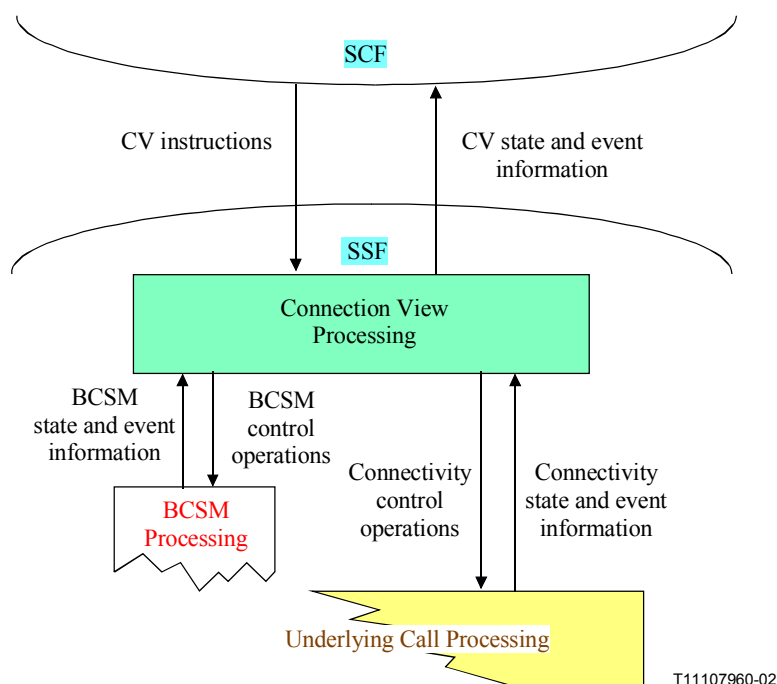 SCF
CV instructions
CV state and event
information
SSF
Connection View
Processing
BCSM
state and event
information
BCSM
control
operations
Connectivity
control
operations
Connectivity
state and event
information
BCSM
Processing
Underlying Call Processing
T11107960-02